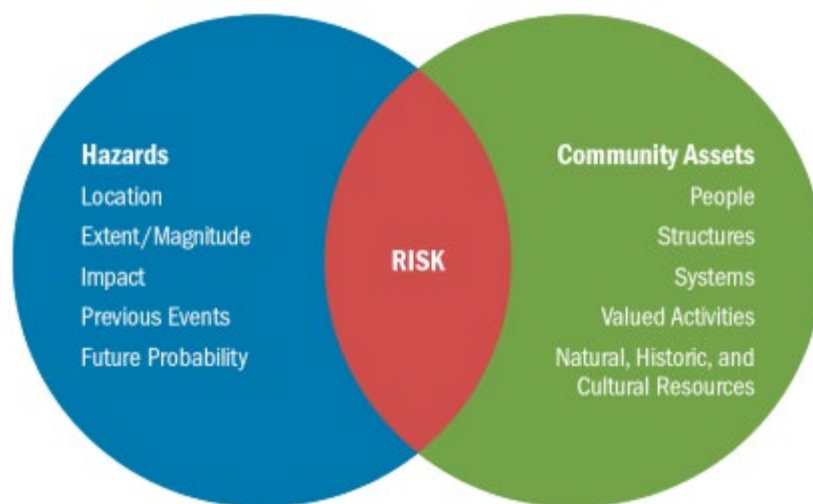 Hazards
Location
Extent/Magnitude
Impact
Previous Events
Future Probability
RISK
Community Assets
People
Structures
Systems
Valued Activities
Natural, Historic, and
Cultural Resources